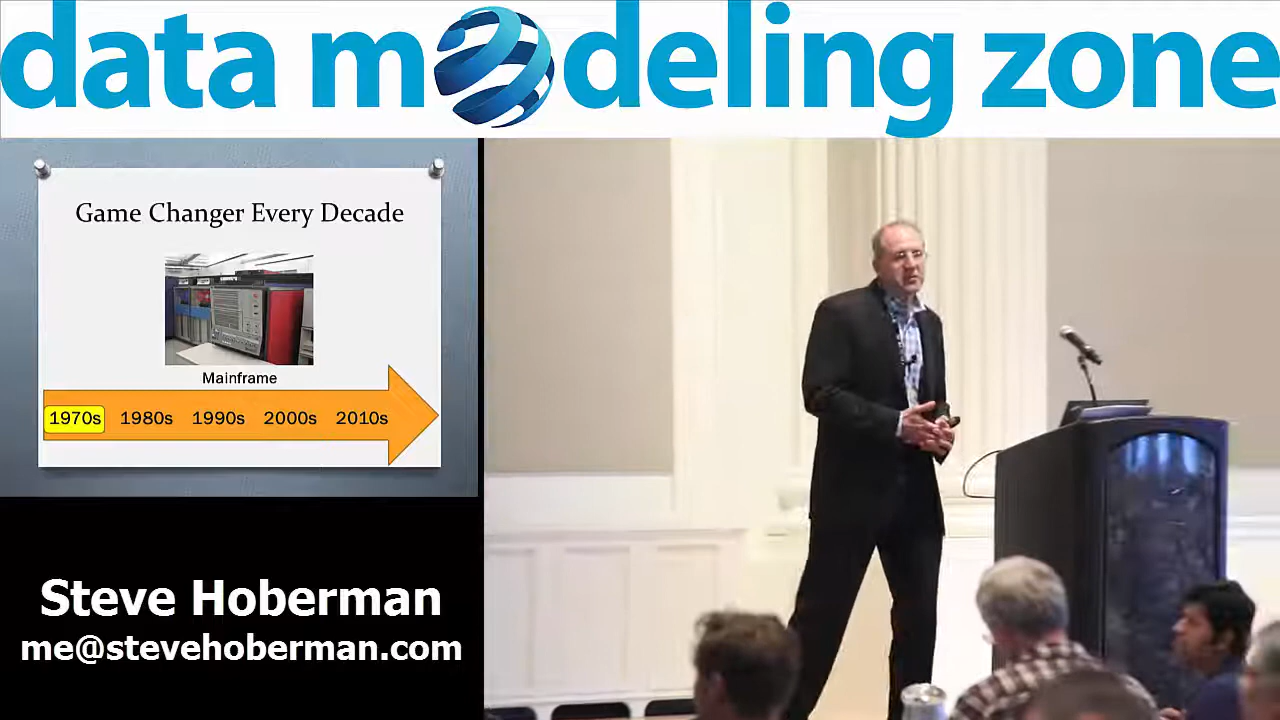 data modeling zone
Game Changer Every Decade
Mainframe
1970s 1980s 1990s 2000s 2010s
Steve Hoberman
me@stevehoberman.com